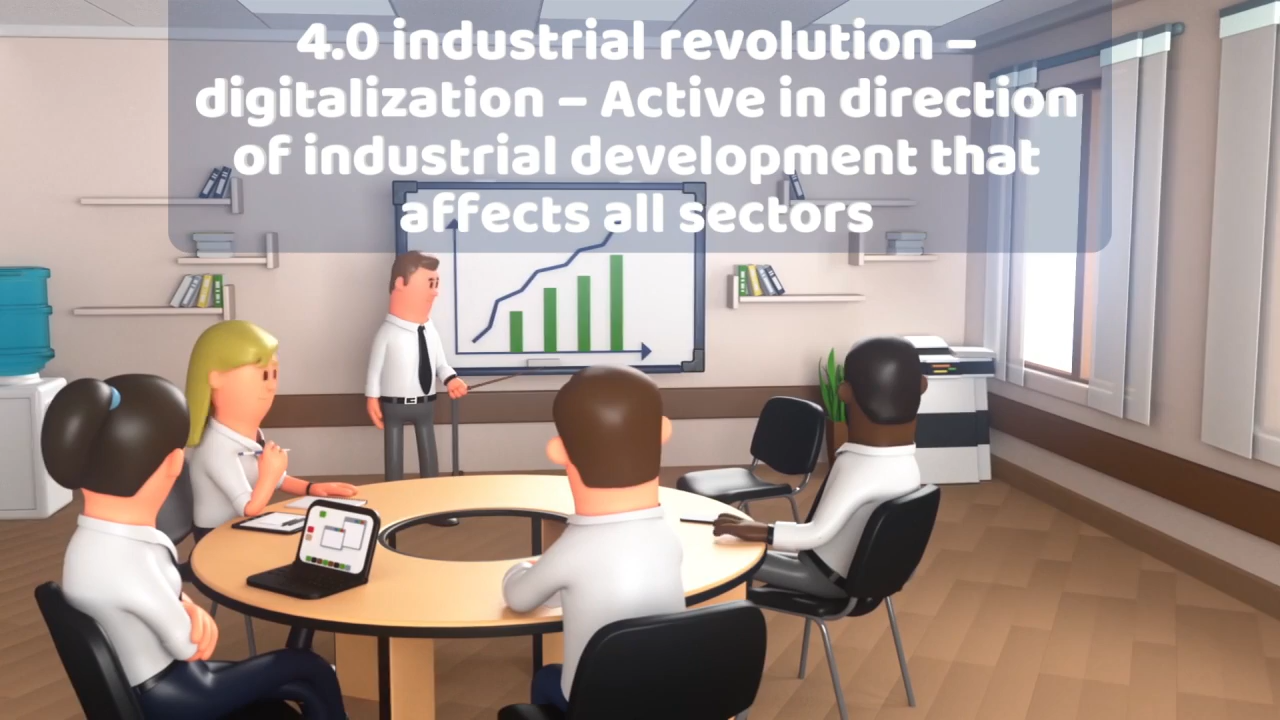 4.0 industrial revolution –
digitalization – Active in direction
of industrial development that
affects all sectors